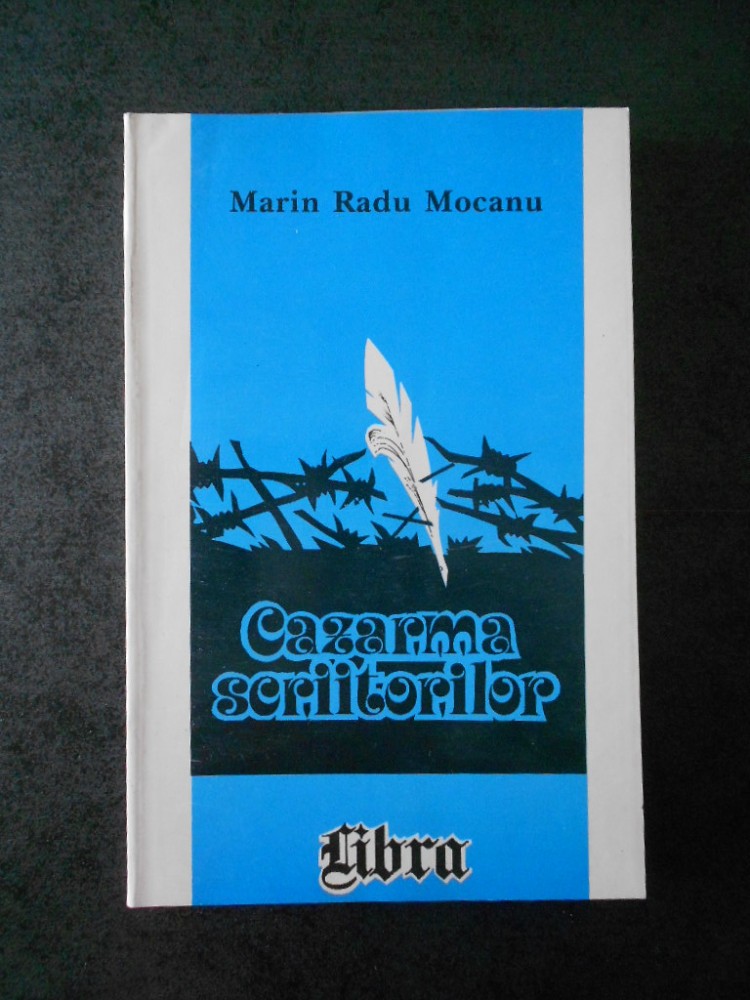 Marin Radu Mocanu
Cazarma
scriitorilor
Libra